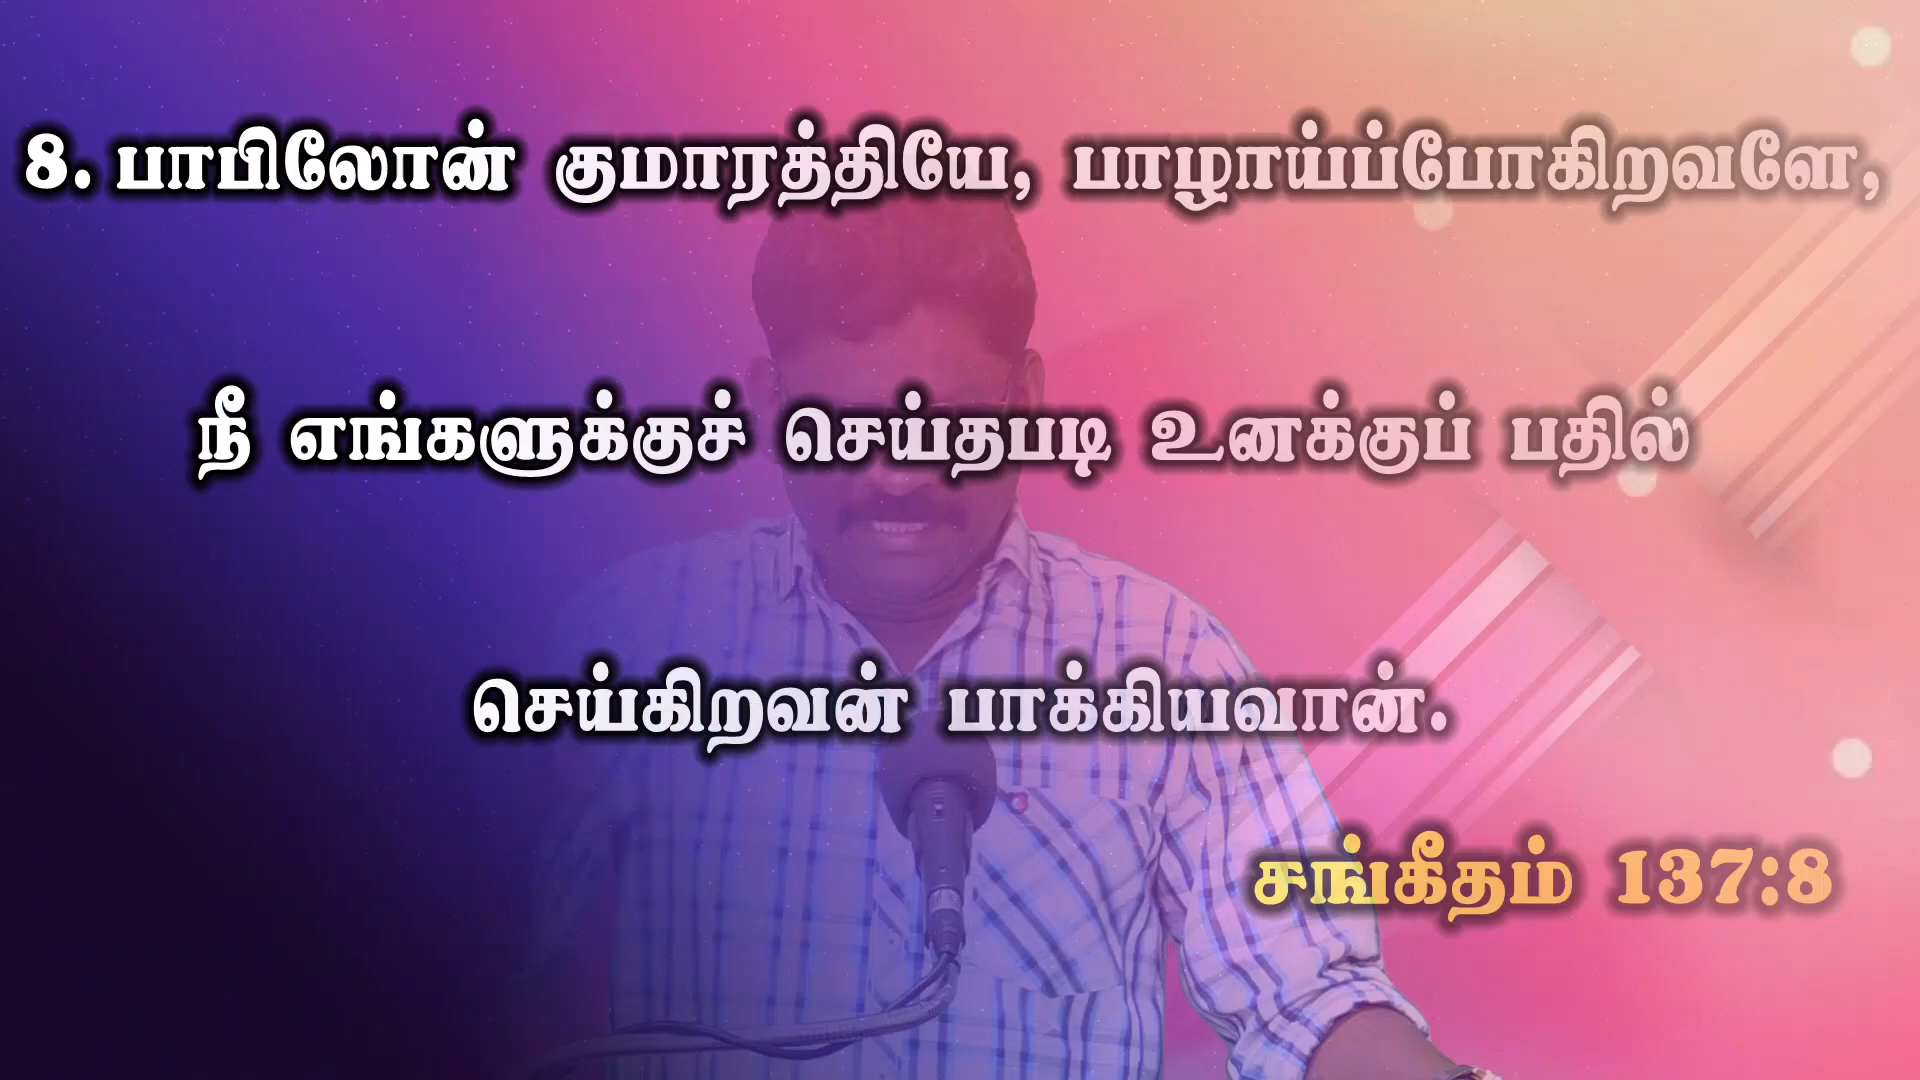 8. பாபிலோன் குமாரத்தியே, பாழாய்ப்போகிறவளே,
நீ எங்களுக்குச் செய்தபடி உனக்குப் பதில்
செய்கிறவன் பாக்கியவான்.
சங்கீதம் 137:8